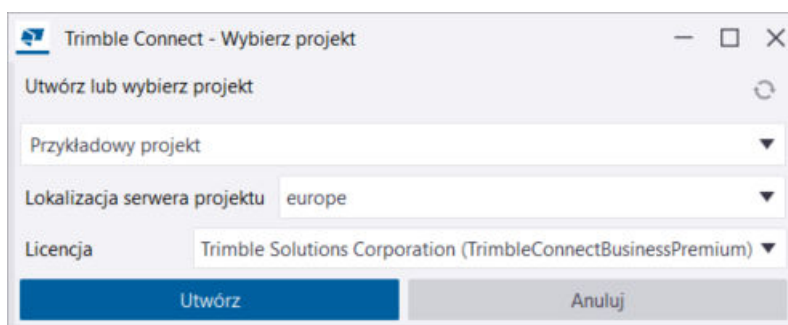 Trimble Connect - Wybierz projekt
Utwórz lub wybierz projekt
Przykładowy projekt
Lokalizacja serwera projektu europe
Licencja Trimble Solutions Corporation (TrimbleConnectBusinessPremium)
Utwórz Anuluj